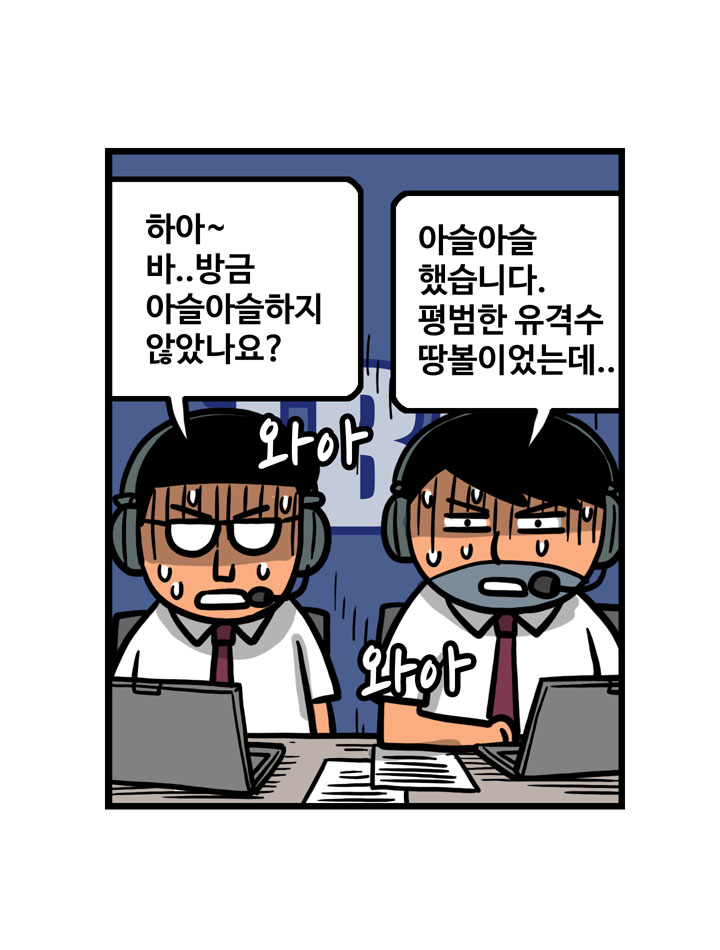 하아~
바..방금
아슬아슬하지
않았나요?
아슬아슬
했습니다.
평범한 유격수
땅볼이었는데..
와아
와아